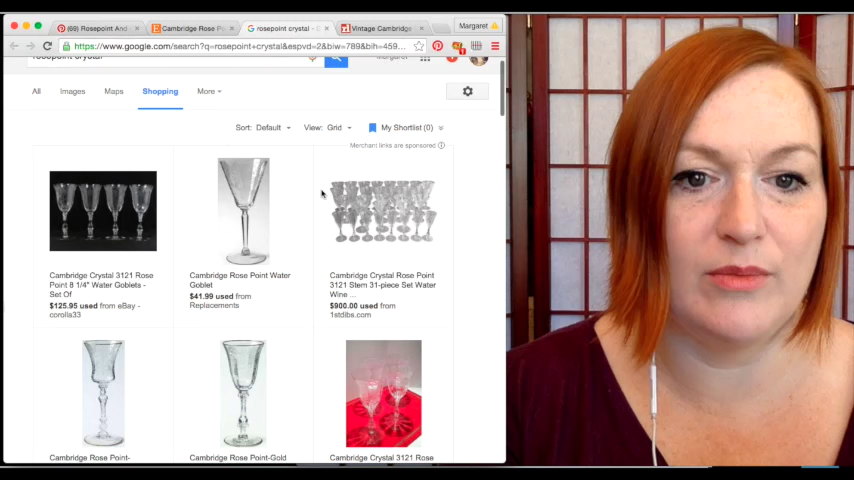 (69) Rosepoint And
Cambridge Rose Po
rosepoint crystal - G
Vintage Cambridge
Margaret
https://www.google.com/search?q=rosepoint+crystal&espvd=2&biw=789&bih=459...
rosepoint crystal
Margaret
All
Images
Maps
Shopping
More
Sort: Default
View: Grid
My Shortlist (0)
Merchant links are sponsored
Cambridge Crystal 3121 Rose
Point 8 1/4" Water Goblets -
Set Of
$125.95 used from eBay -
corolla33
Cambridge Rose Point Water
Goblet
$41.99 used from
Replacements
Cambridge Crystal Rose Point
3121 Stem 31-piece Set Water
Wine ...
$900.00 used from
1stdibs.com
Cambridge Rose Point-
Cambridge Rose Point-Gold
Cambridge Crystal 3121 Rose